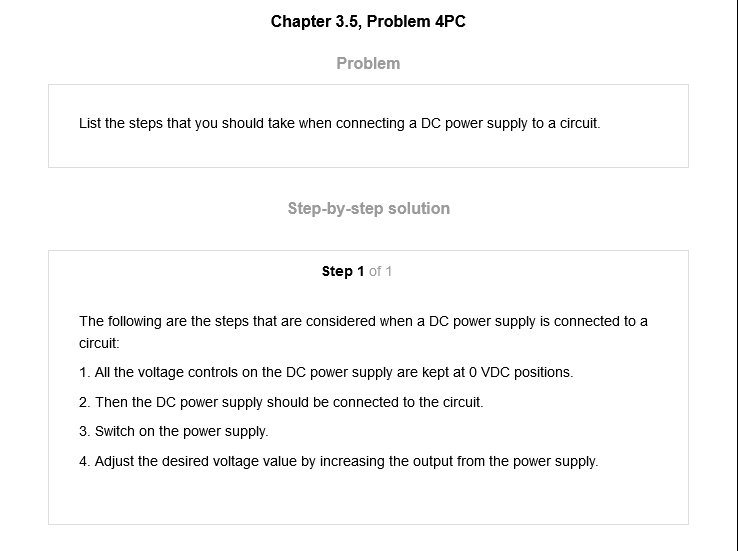 Chapter 3.5, Problem 4PC
Problem
List the steps that you should take when connecting a DC power supply to a circuit.
Step-by-step solution
Step 1 of 1
The following are the steps that are considered when a DC power supply is connected to a
circuit:
1. All the voltage controls on the DC power supply are kept at 0 VDC positions.
2. Then the DC power supply should be connected to the circuit.
3. Switch on the power supply.
4. Adjust the desired voltage value by increasing the output from the power supply.